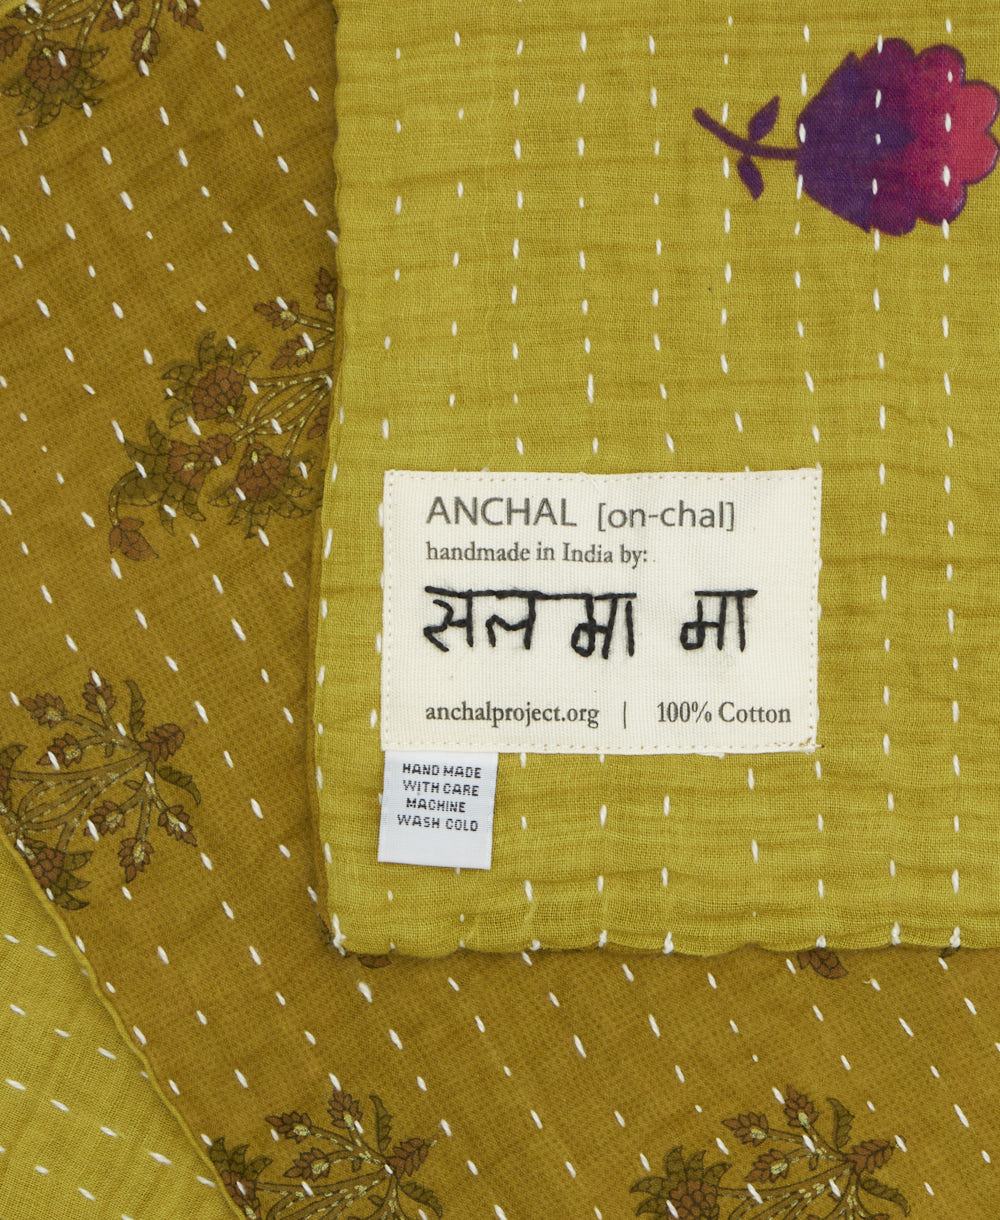 ANCHAL [on-chal]
handmade in India by:
सलमा मा
anchalproject.org | 100% Cotton
HAND MADE
WITH CARE
MACHINE
WASH COLD